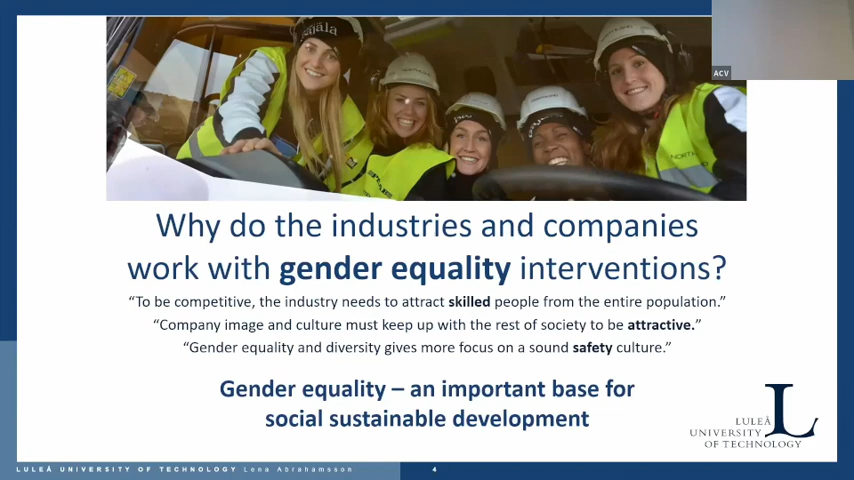 ACV
Why do the industries and companies
work with gender equality interventions?
“To be competitive, the industry needs to attract skilled people from the entire population.”
“Company image and culture must keep up with the rest of society to be attractive.”
“Gender equality and diversity gives more focus on a sound safety culture.”
Gender equality – an important base for
social sustainable development
LULEÅ
UNIVERSITY
OF TECHNOLOGY
L
LULEÅ UNIVERSITY OF TECHNOLOGY Lena Abrahamsson
4